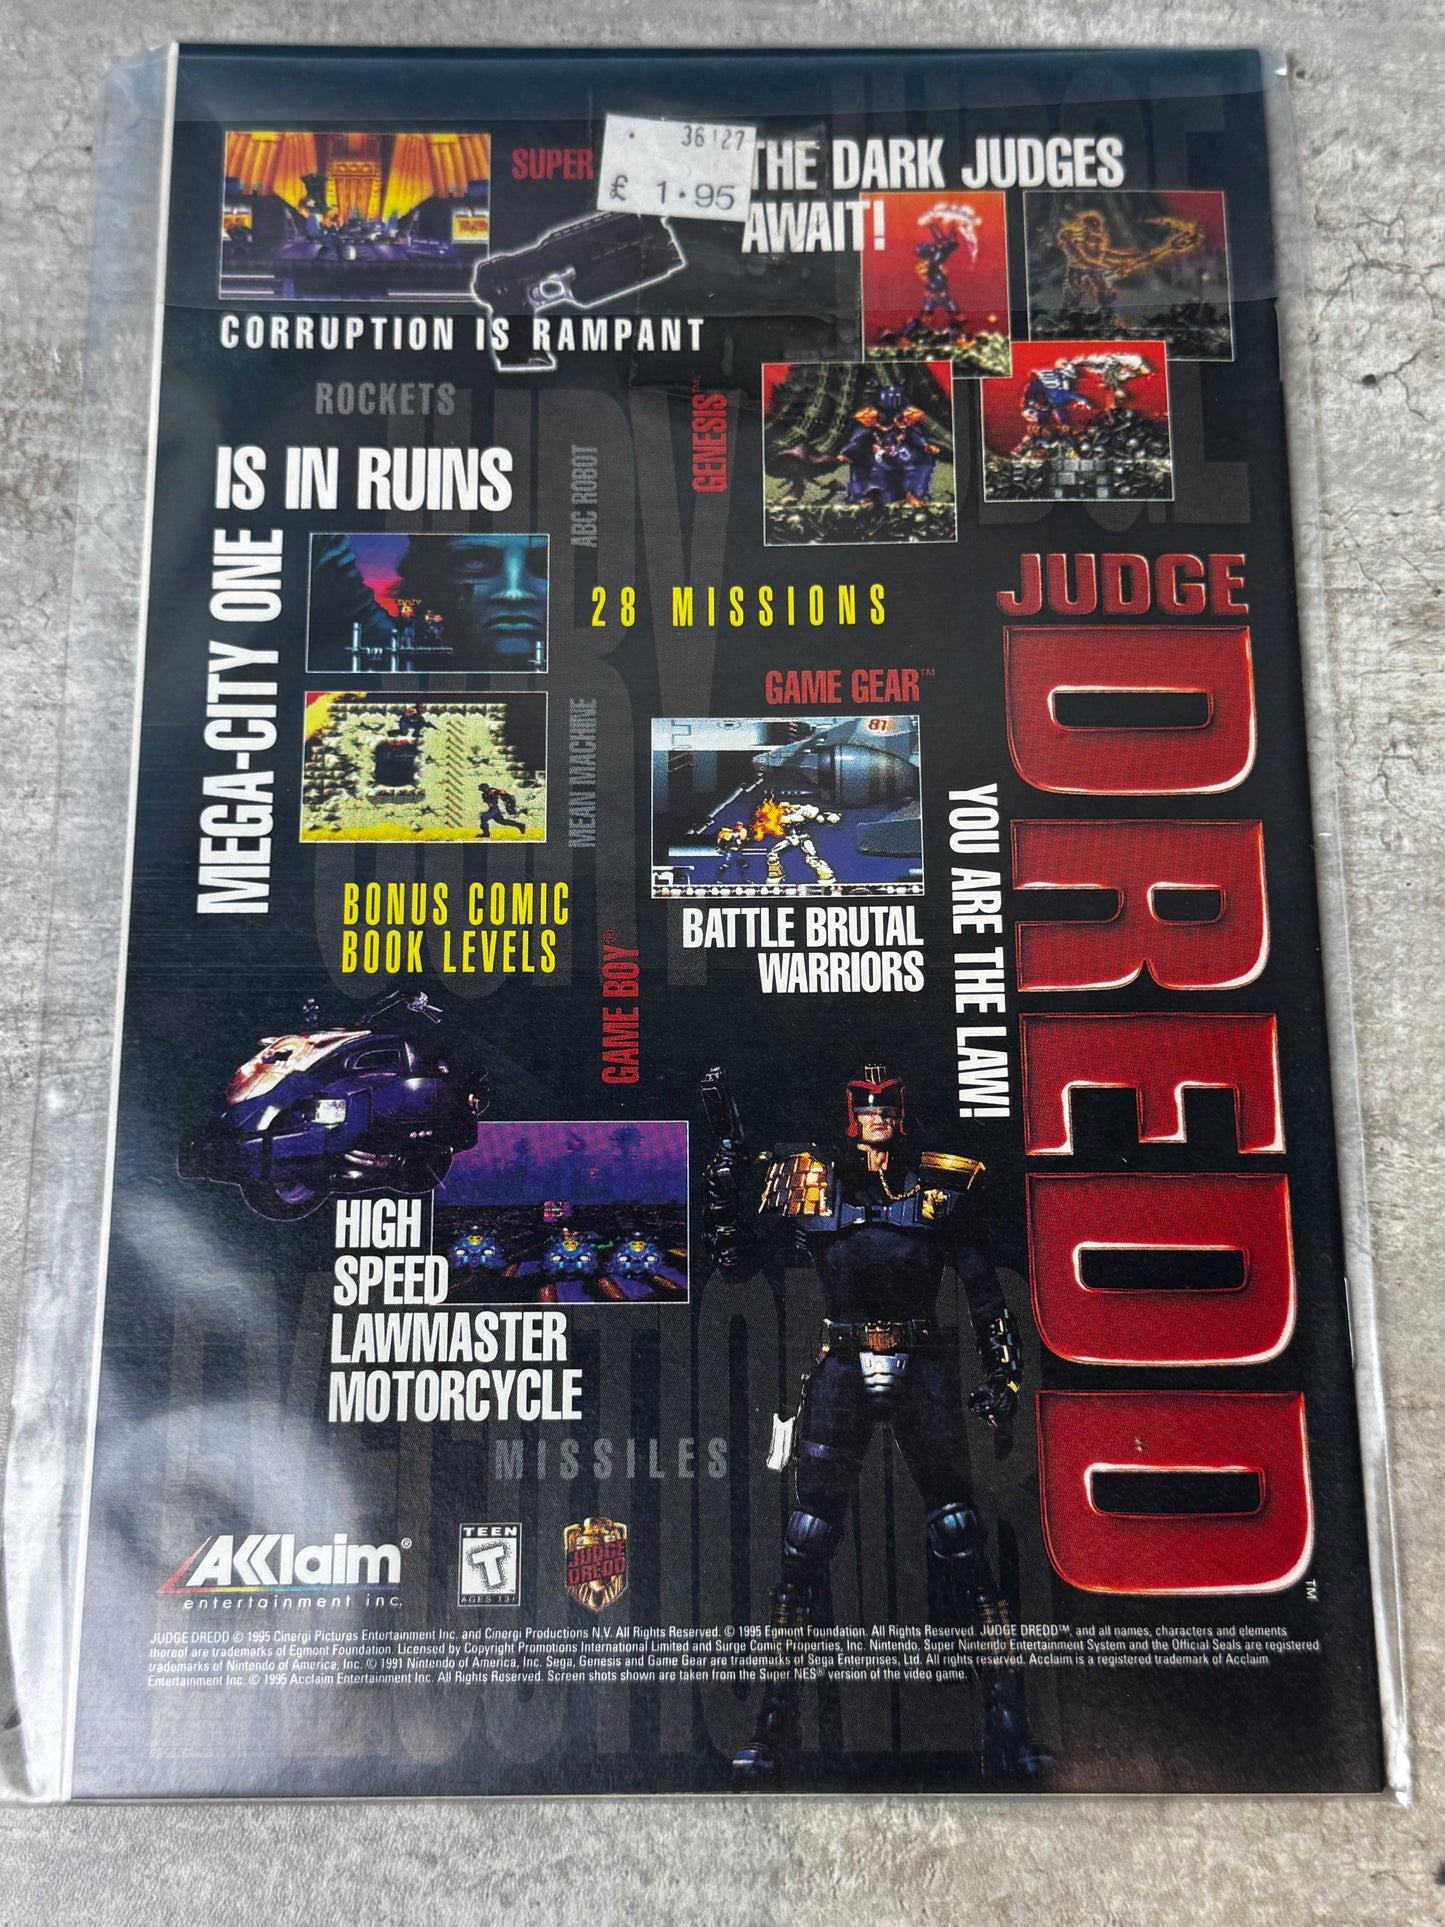 36127
£ 1.95
SUPER
THE DARK JUDGES
AWAIT!
CORRUPTION IS RAMPANT
ROCKETS
GENESIS™
MEGA-CITY ONE
IS IN RUINS
ABC ROBOT
28 MISSIONS
GAME GEAR™
MEAN MACHINE
BONUS COMIC
BOOK LEVELS
BATTLE BRUTAL
WARRIORS
GAME BOY®
YOU ARE THE LAW!
JUDGE
DREDD™
HIGH
SPEED
LAWMASTER
MOTORCYCLE
MISSILES
JUDGE
JURY
EXECUTIONER
AKKlaim®
entertainment inc.
TEEN
T
AGES 13+
JUDGE
DREDD
JUDGE DREDD © 1995 Cinergi Pictures Entertainment Inc. and Cinergi Productions N.V. All Rights Reserved. © 1995 Egmont Foundation. All Rights Reserved. JUDGE DREDD™, and all names, characters and elements
thereof are trademarks of Egmont Foundation. Licensed by Copyright Promotions International Limited and Surge Comic Properties, Inc. Nintendo, Super Nintendo Entertainment System and the Official Seals are registered
trademarks of Nintendo of America, Inc. © 1991 Nintendo of America, Inc. Sega, Genesis and Game Gear are trademarks of Sega Enterprises, Ltd. All rights reserved. Acclaim is a registered trademark of Acclaim
Entertainment Inc. © 1995 Acclaim Entertainment Inc. All Rights Reserved. Screen shots shown are taken from the Super NES® version of the video game.